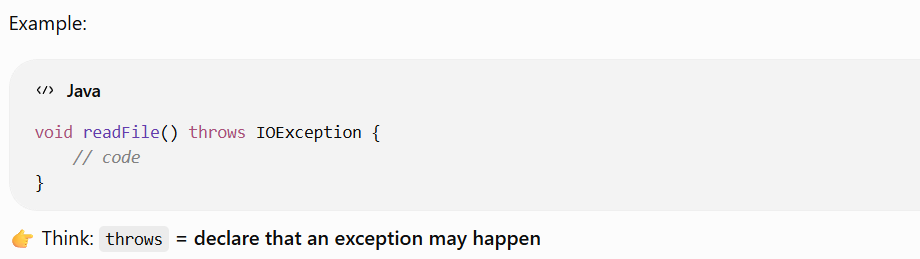 Example:
</> Java
void readFile() throws IOException {
    // code
}
👉 Think: throws = declare that an exception may happen